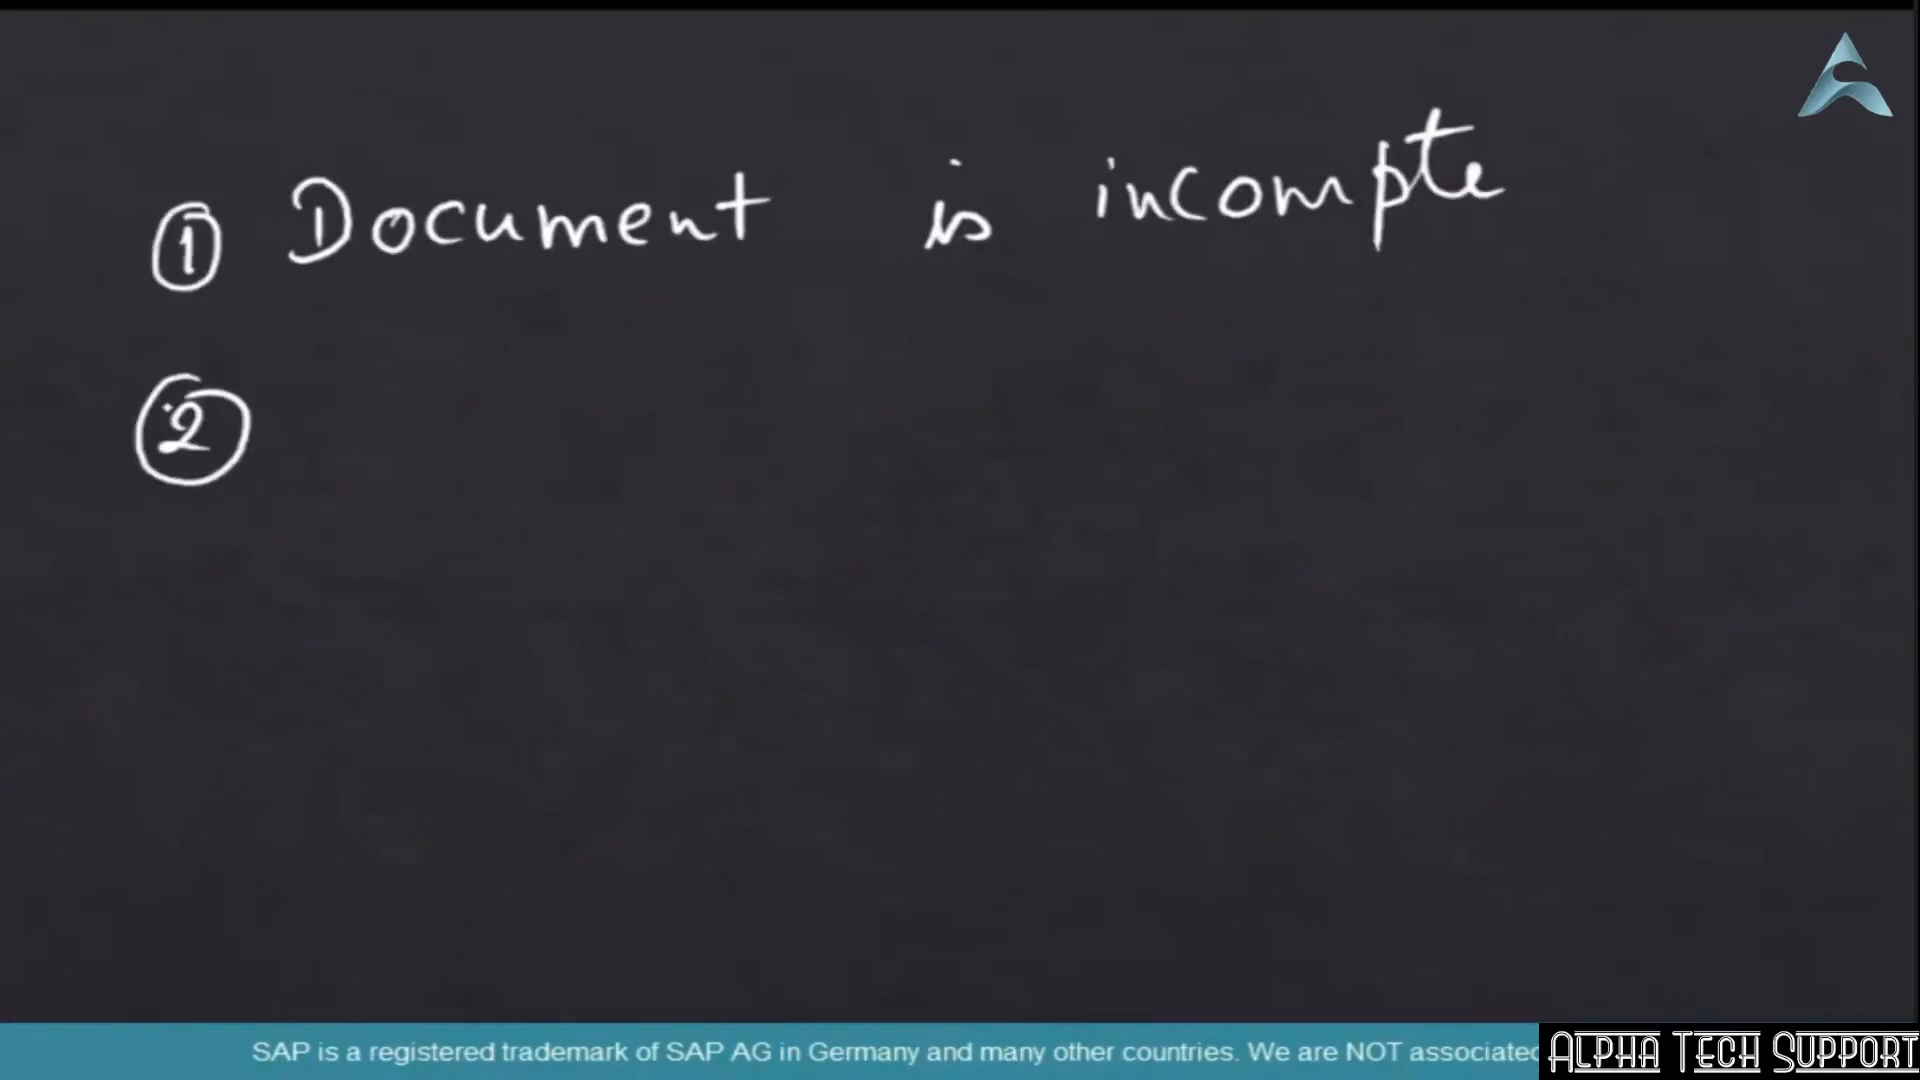 ① Document is incompte
②
SAP is a registered trademark of SAP AG in Germany and many other countries. We are NOT associated
ALPHA TECH SUPPORT